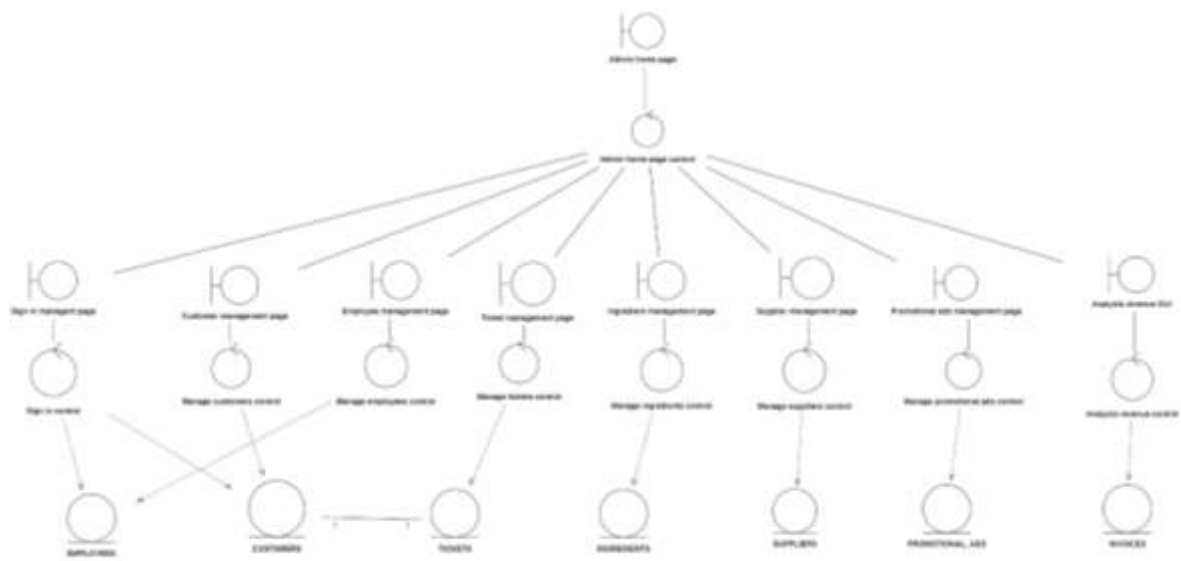 Admin home page
Admin home page control
Sign in managent page
Customer management page
Employee management page
Ticket management page
Ingredient management page
Supplier management page
Promotional ads management page
Analysis revenue GUI
Sign in control
Manage customers control
Manage employees control
Manage tickets control
Manage ingredients control
Manage suppliers control
Manage promotional ads control
Analysis revenue control
EMPLOYEES
CUSTOMERS
TICKETS
INGREDIENTS
SUPPLIERS
PROMOTIONAL_ADS
INVOICES